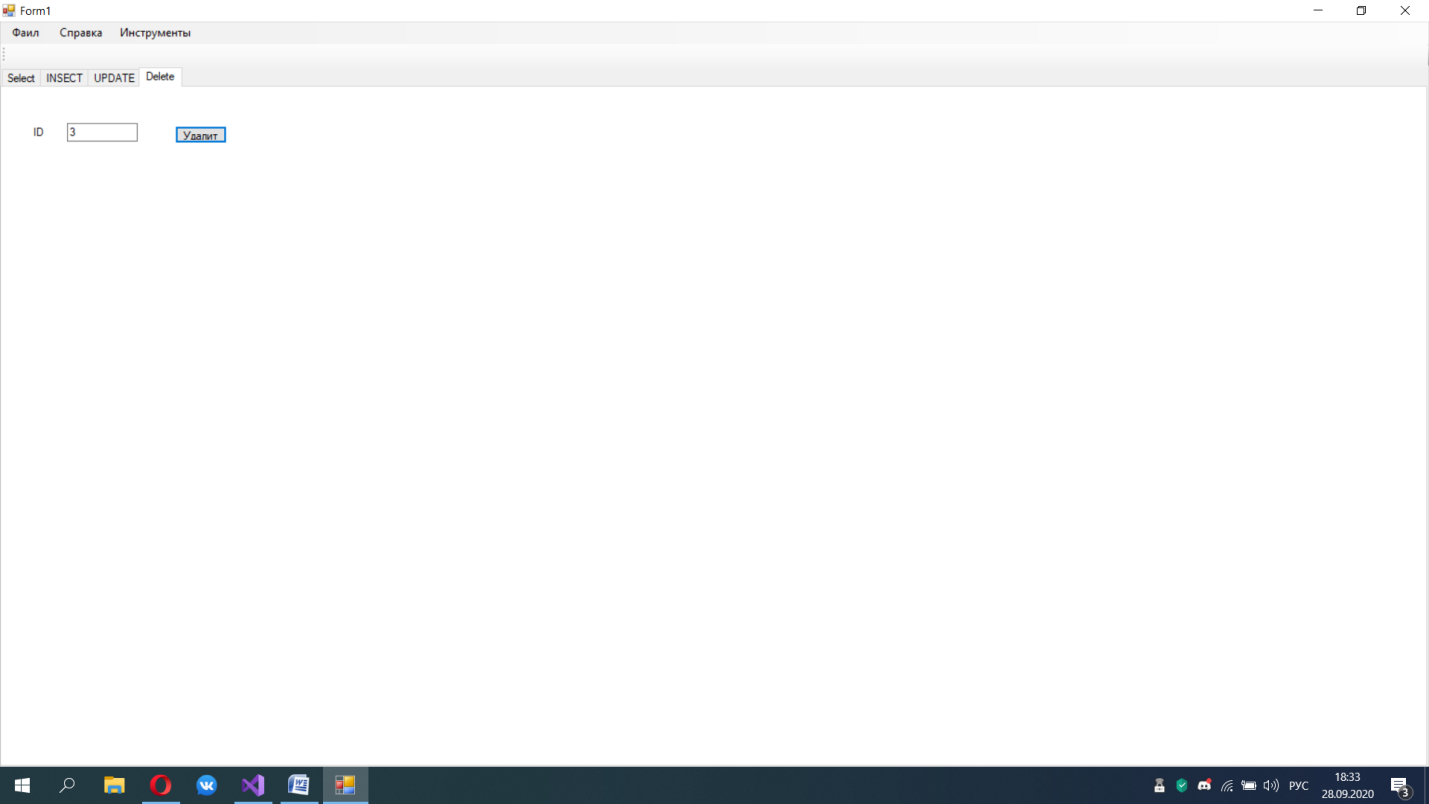 Form1
Фаил Справка Инструменты
Select INSECT UPDATE Delete
ID 3 Удалит
РУС 18:33
28.09.2020 3